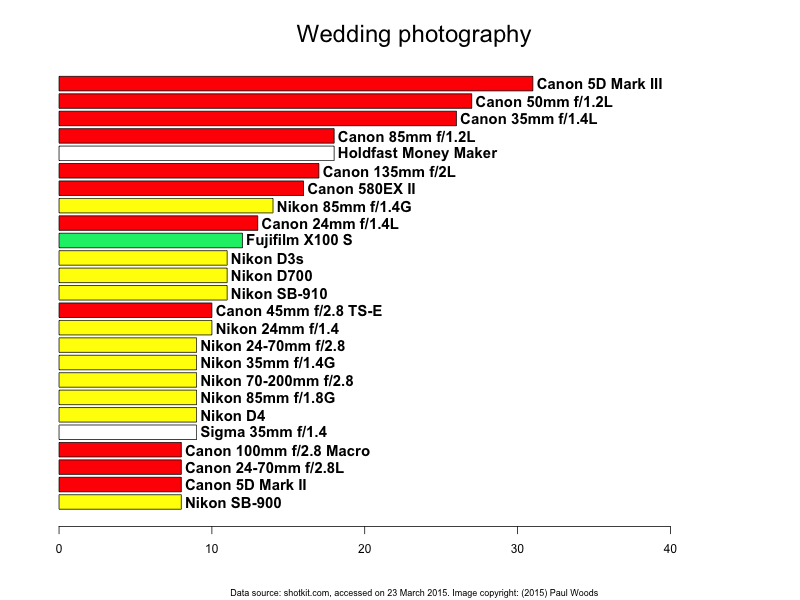 Wedding photography
Canon 5D Mark III
Canon 50mm f/1.2L
Canon 35mm f/1.4L
Canon 85mm f/1.2L
Holdfast Money Maker
Canon 135mm f/2L
Canon 580EX II
Nikon 85mm f/1.4G
Canon 24mm f/1.4L
Fujifilm X100 S
Nikon D3s
Nikon D700
Nikon SB-910
Canon 45mm f/2.8 TS-E
Nikon 24mm f/1.4
Nikon 24-70mm f/2.8
Nikon 35mm f/1.4G
Nikon 70-200mm f/2.8
Nikon 85mm f/1.8G
Nikon D4
Sigma 35mm f/1.4
Canon 100mm f/2.8 Macro
Canon 24-70mm f/2.8L
Canon 5D Mark II
Nikon SB-900
0 10 20 30 40
Data source: shotkit.com, accessed on 23 March 2015. Image copyright: (2015) Paul Woods